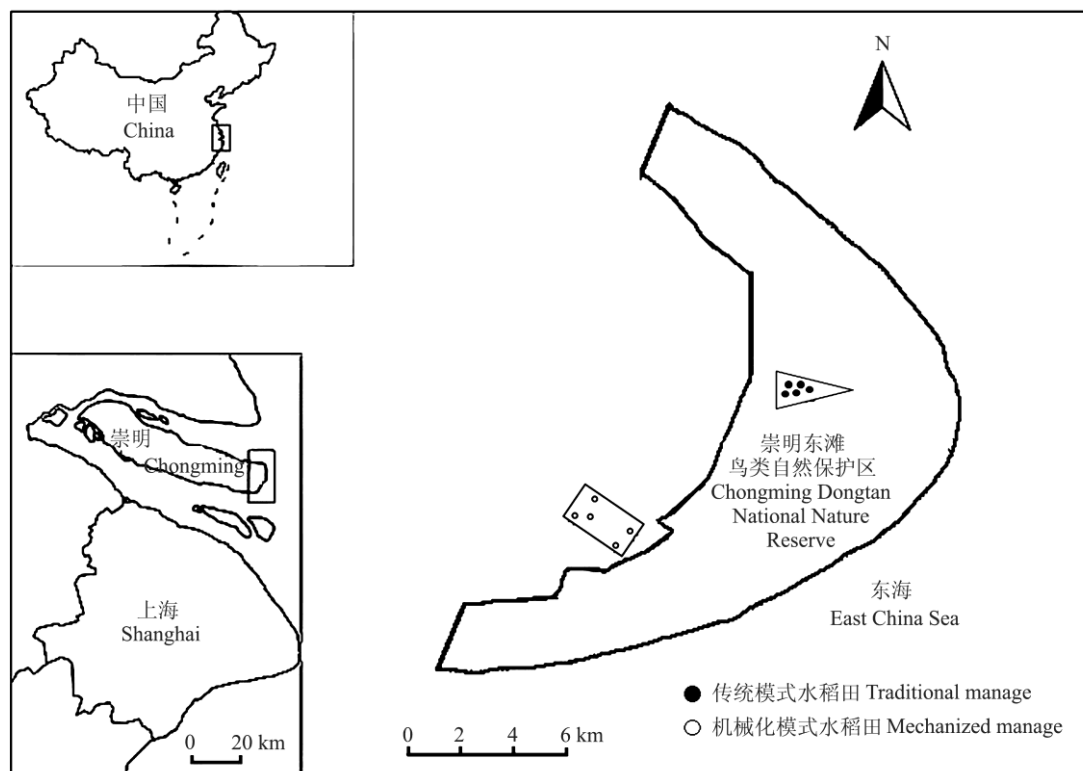 中国
China
崇明
Chongming
上海
Shanghai
0 20 km
N
崇明东滩
鸟类自然保护区
Chongming Dongtan
National Nature
Reserve
东海
East China Sea
传统模式水稻田 Traditional manage
机械化模式水稻田 Mechanized manage
0 2 4 6 km